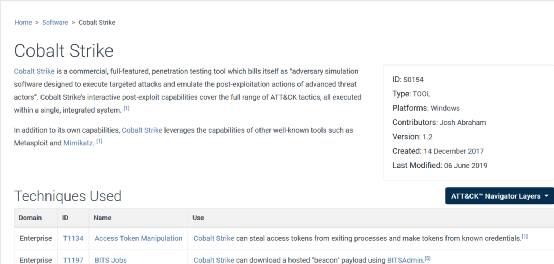 Home > Software > Cobalt Strike
Cobalt Strike
Cobalt Strike is a commercial, full-featured, penetration testing tool which bills itself as "adversary simulation
software designed to execute targeted attacks and emulate the post-exploitation actions of advanced threat
actors". Cobalt Strike's interactive post-exploit capabilities cover the full range of ATT&CK tactics, all executed
within a single, integrated system. [1]
In addition to its own capabilities, Cobalt Strike leverages the capabilities of other well-known tools such as
Metasploit and Mimikatz. [1]
ID: S0154
Type: TOOL
Platforms: Windows
Contributors: Josh Abraham
Version: 1.2
Created: 14 December 2017
Last Modified: 06 June 2019
Techniques Used
ATT&CK™ Navigator Layers
Domain ID Name Use
Enterprise T1134 Access Token Manipulation Cobalt Strike can steal access tokens from exiting processes and make tokens from known credentials.[1]
Enterprise T1197 BITS Jobs Cobalt Strike can download a hosted "beacon" payload using BITSAdmin.[5]